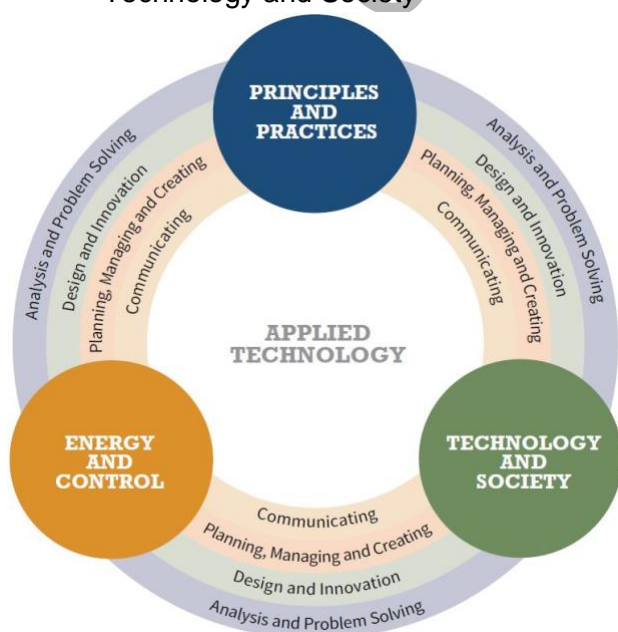 Technology and Society
PRINCIPLES
AND
PRACTICES
Analysis and Problem Solving
Design and Innovation
Planning, Managing and Creating
Communicating
Analysis and Problem Solving
Design and Innovation
Planning, Managing and Creating
Communicating
APPLIED
TECHNOLOGY
ENERGY
AND
CONTROL
TECHNOLOGY
AND
SOCIETY
Communicating
Planning, Managing and Creating
Design and Innovation
Analysis and Problem Solving